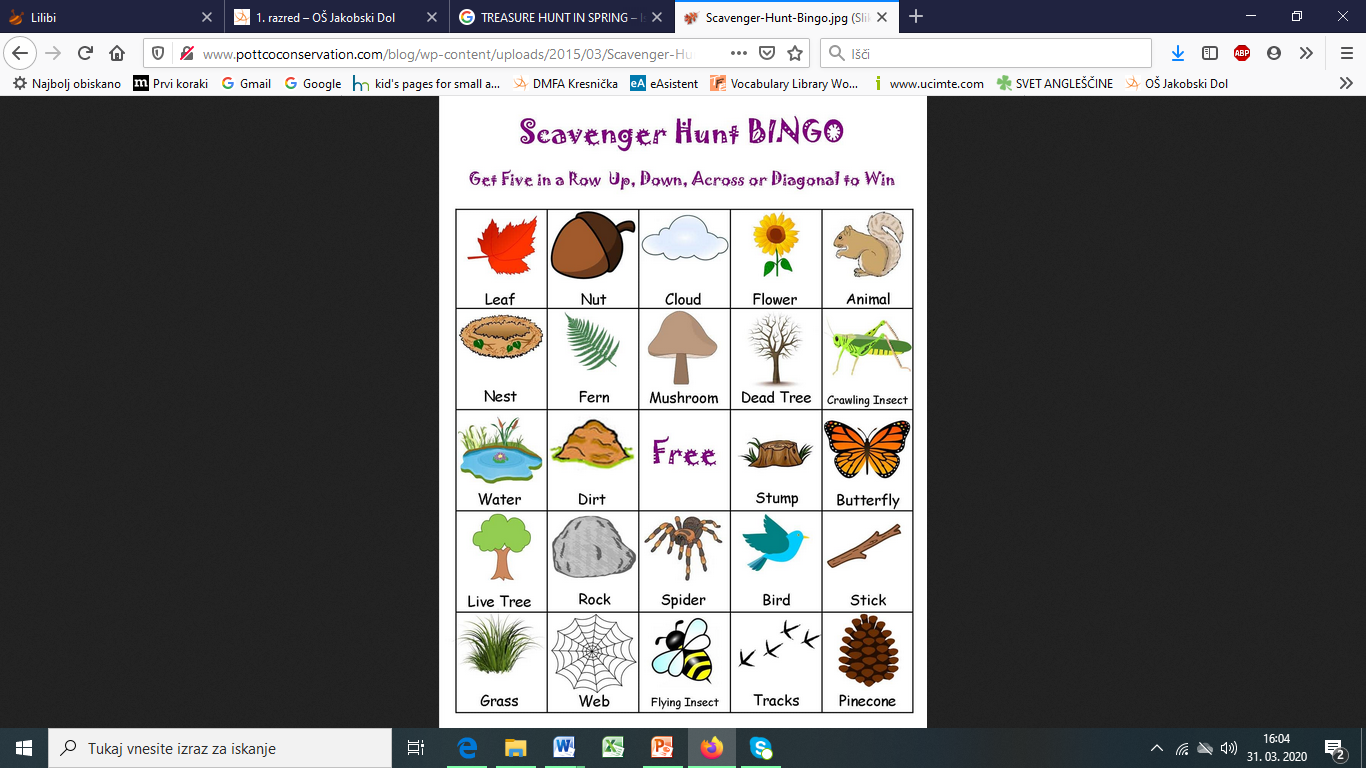 Lilibi
1. razred – OŠ Jakobski Dol
TREASURE HUNT IN SPRING –
Scavenger-Hunt-Bingo.jpg (Slik
www.pottcoconservation.com/blog/wp-content/uploads/2015/03/Scavenger-Hu
Išči
ABP
Najbolj obiskano
m Prvi koraki
G Gmail
G Google
kid's pages for small a...
DMFA Kresnička
eA eAsistent
Vocabulary Library Wo...
www.ucimte.com
SVET ANGLEŠČINE
OŠ Jakobski Dol
Scavenger Hunt BINGO
Get Five in a Row Up, Down, Across or Diagonal to Win
Leaf Nut Cloud Flower Animal
Nest Fern Mushroom Dead Tree Crawling Insect
Water Dirt Free Stump Butterfly
Live Tree Rock Spider Bird Stick
Grass Web Flying Insect Tracks Pinecone
Tukaj vnesite izraz za iskanje
16:04
31. 03. 2020
2